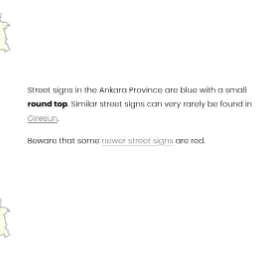 Street signs in the Ankara Province are blue with a small
round top. Similar street signs can very rarely be found in
Giresun.
Beware that some newer street signs are red.